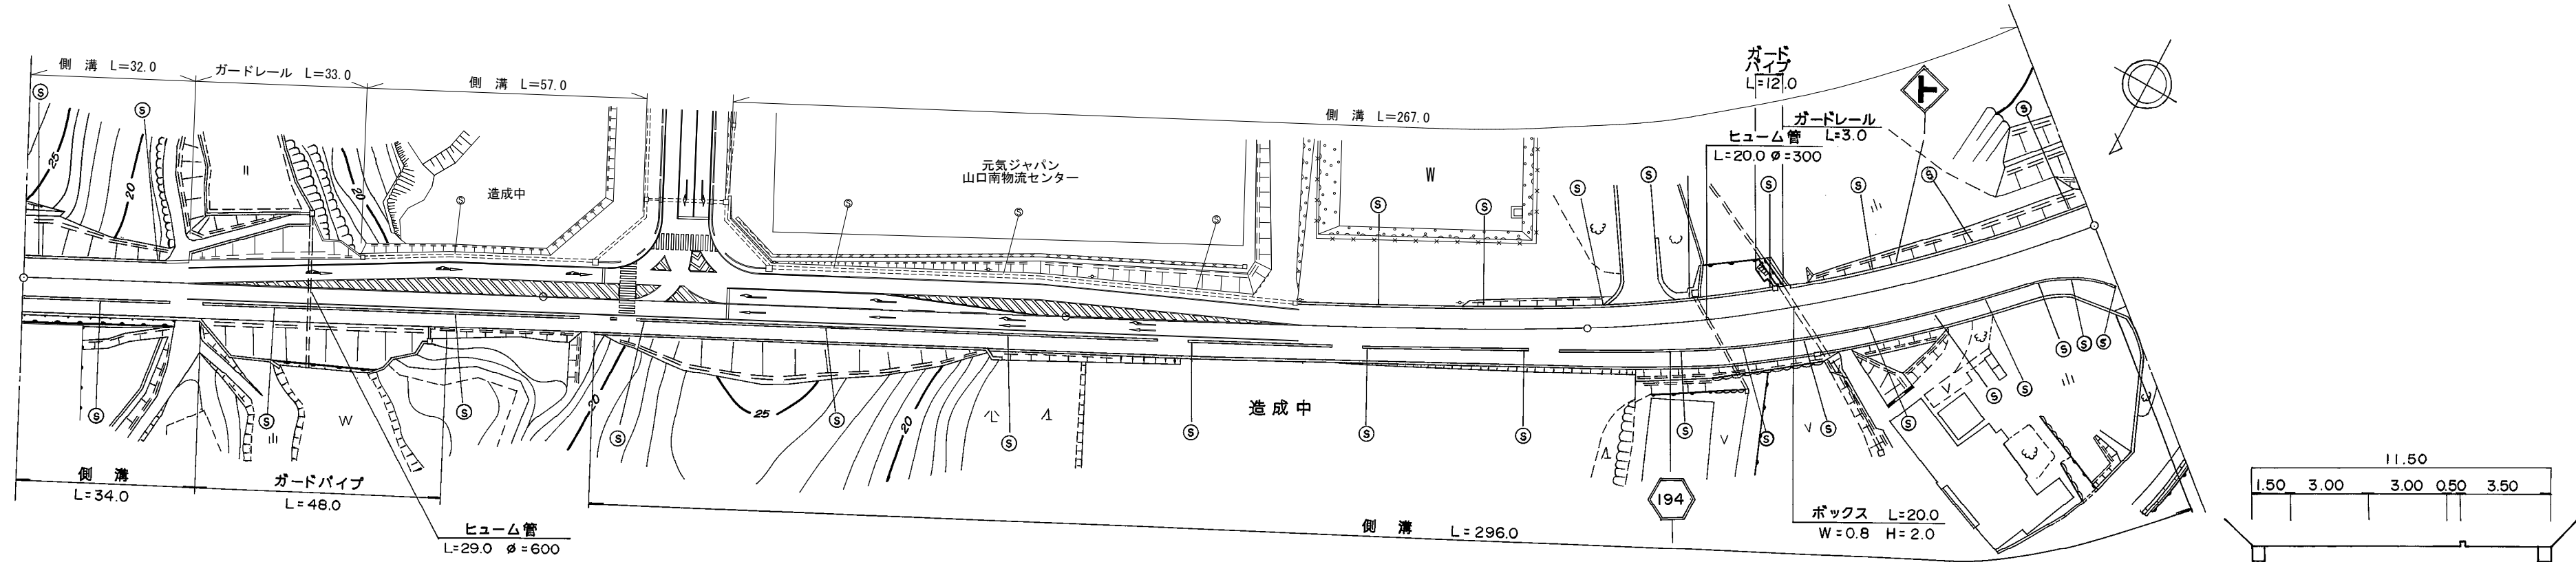 側 溝 L=32.0
ガードレール L=33.0
側 溝 L=57.0
側 溝 L=267.0
ガード
パイプ
L=12.0
ガードレール
L=3.0
ヒューム管
L=20.0 φ=300
S
S
25
20
20
造成中
S
元気ジャパン
山口南物流センター
S
S
S
W
S
S
S
S
S
S
S
S
S
S
S
S
W
S
20
S
25
S
20
S
造成中
S
S
S
S
S
S
S
S
S
S
S
S
側 溝
L=34.0
ガードパイプ
L=48.0
ヒューム管
L=29.0 φ=600
側 溝 L=296.0
194
ボックス L=20.0
W=0.8 H=2.0
11.50
1.50 3.00 3.00 0.50 3.50